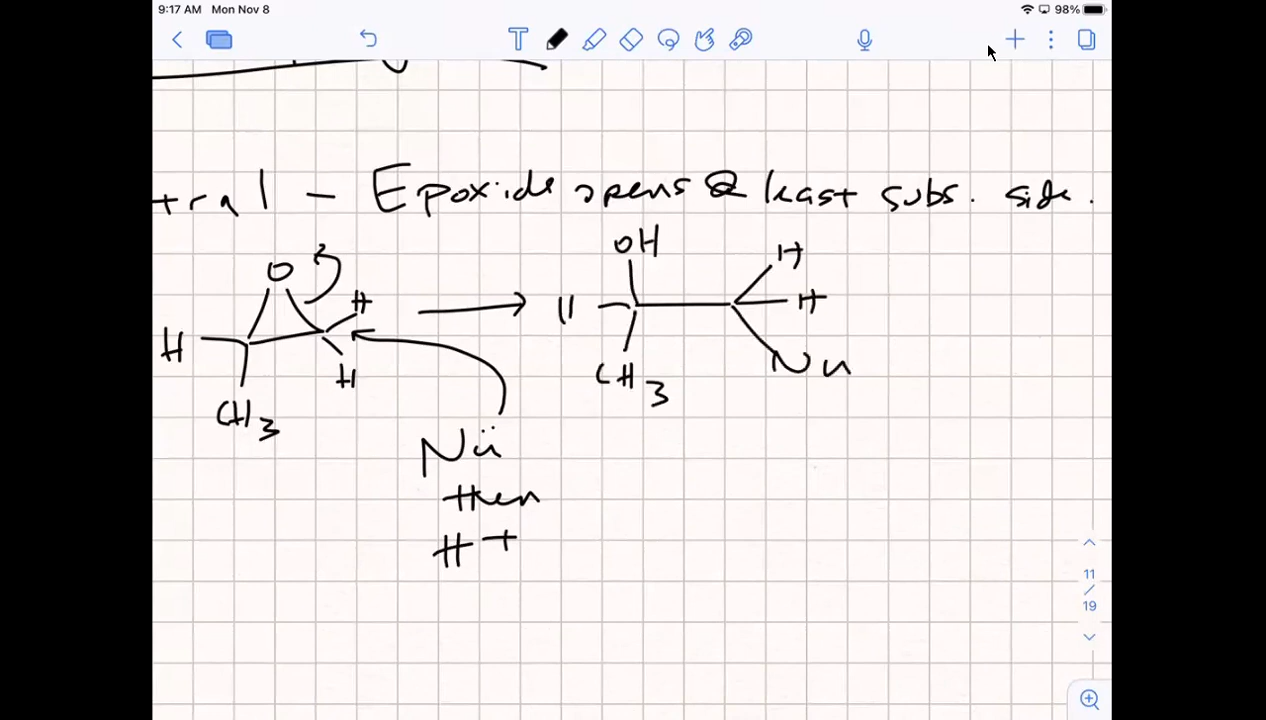 9:17 AM Mon Nov 8
98%
T
tral - Epoxide opens @ least subs. side.
O
H
H
H
CH3
OH
H
H
H
CH3
Nu
Nu
then
H+
11
/
19